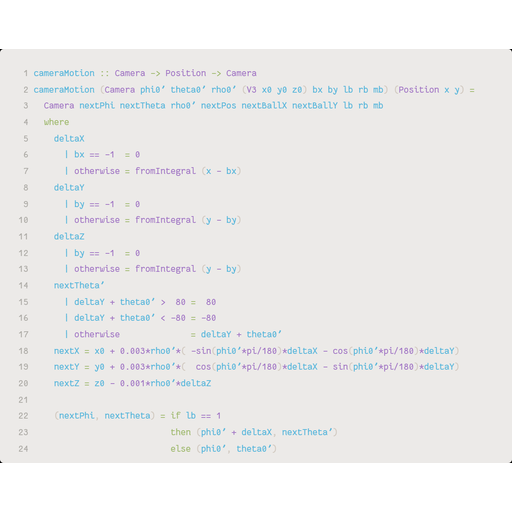 1 cameraMotion :: Camera -> Position -> Camera
2 cameraMotion (Camera phi0' theta0' rho0' (V3 x0 y0 z0) bx by lb rb mb) (Position x y) =
3   Camera nextPhi nextTheta rho0' nextPos nextBallX nextBallY lb rb mb
4   where
5     deltaX
6       | bx == -1  = 0
7       | otherwise = fromIntegral (x - bx)
8     deltaY
9       | by == -1  = 0
10       | otherwise = fromIntegral (y - by)
11     deltaZ
12       | by == -1  = 0
13       | otherwise = fromIntegral (y - by)
14     nextTheta'
15       | deltaY + theta0' >  80 =  80
16       | deltaY + theta0' < -80 = -80
17       | otherwise              = deltaY + theta0'
18     nextX = x0 + 0.003*rho0'*( -sin(phi0'*pi/180)*deltaX - cos(phi0'*pi/180)*deltaY)
19     nextY = y0 + 0.003*rho0'*(  cos(phi0'*pi/180)*deltaX - sin(phi0'*pi/180)*deltaY)
20     nextZ = z0 - 0.001*rho0'*deltaZ
21
22     (nextPhi, nextTheta) = if lb == 1
23                            then (phi0' + deltaX, nextTheta')
24                            else (phi0', theta0')